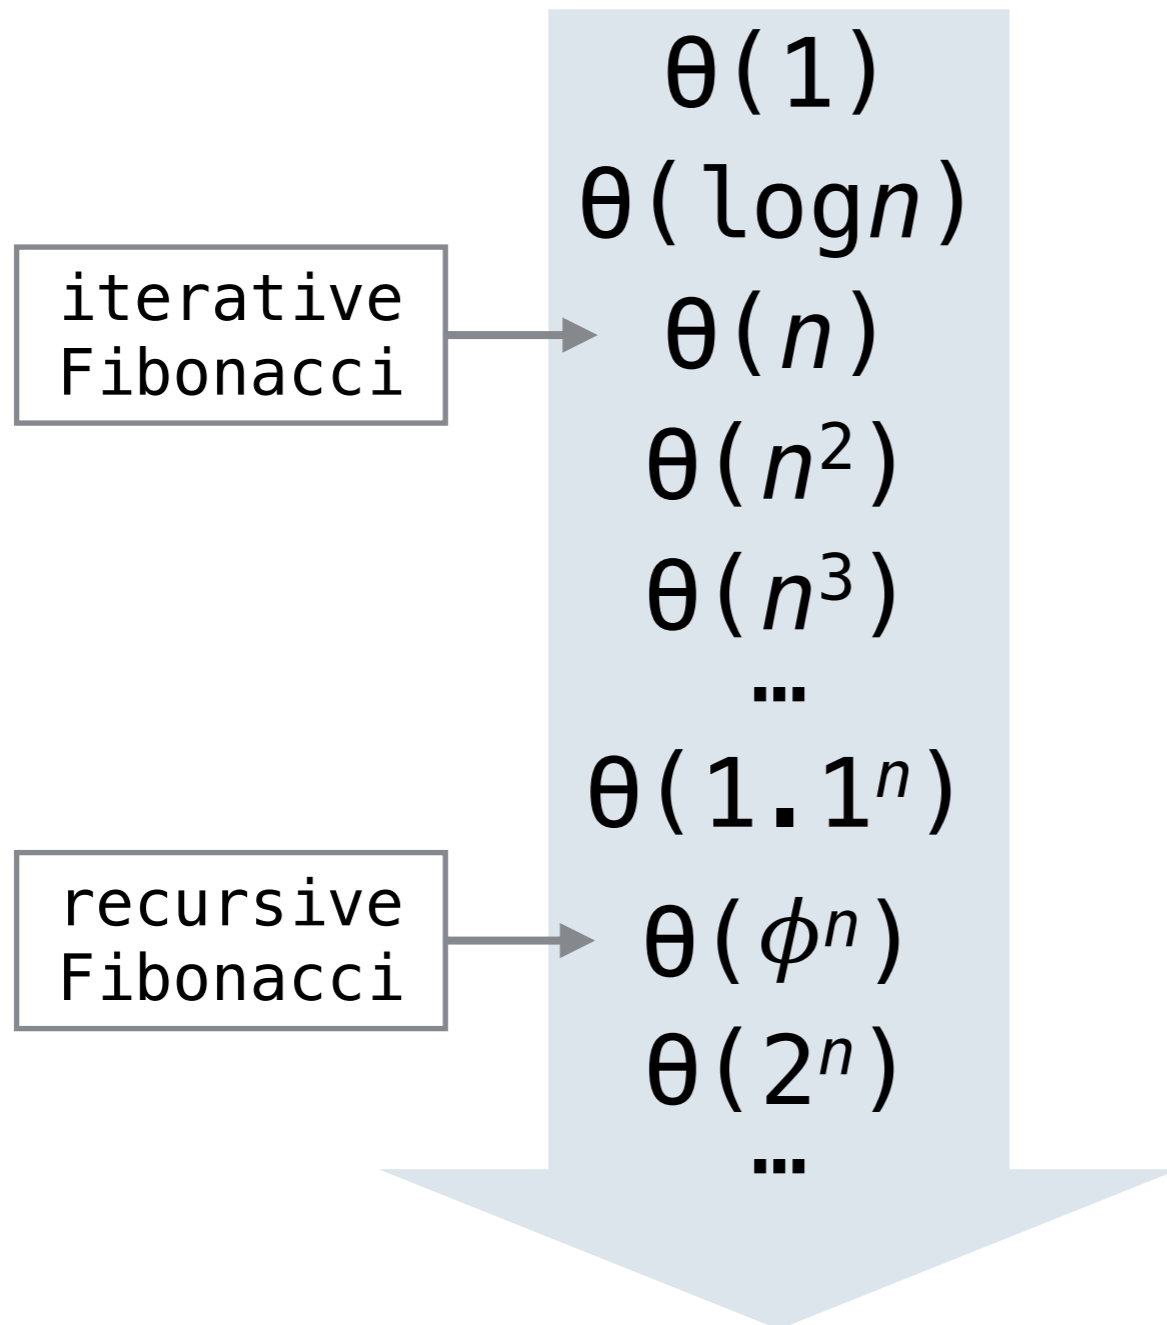 θ(1)
θ(logn)
iterative
Fibonacci
θ(n)
θ(n²)
θ(n³)
…
θ(1.1ⁿ)
recursive
Fibonacci
θ(ϕⁿ)
θ(2ⁿ)
…